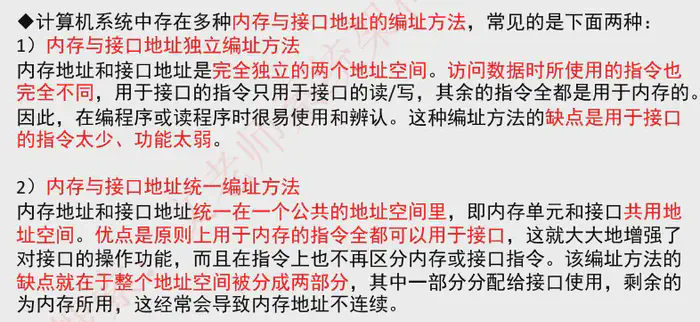 ◆计算机系统中存在多种内存与接口地址的编址方法，常见的是下面两种：
1）内存与接口地址独立编址方法
内存地址和接口地址是完全独立的两个地址空间。访问数据时所使用的指令也
完全不同，用于接口的指令只用于接口的读/写，其余的指令全都是用于内存的。
因此，在编程序或读程序时很易使用和辨认。这种编址方法的缺点是用于接口
的指令太少、功能太弱。
2）内存与接口地址统一编址方法
内存地址和接口地址统一在一个公共的地址空间里，即内存单元和接口共用地
址空间。优点是原则上用于内存的指令全都可以用于接口，这就大大地增强了
对接口的操作功能，而且在指令上也不再区分内存或接口指令。该编址方法的
缺点就在于整个地址空间被分成两部分，其中一部分分配给接口使用，剩余的
为内存所用，这经常会导致内存地址不连续。